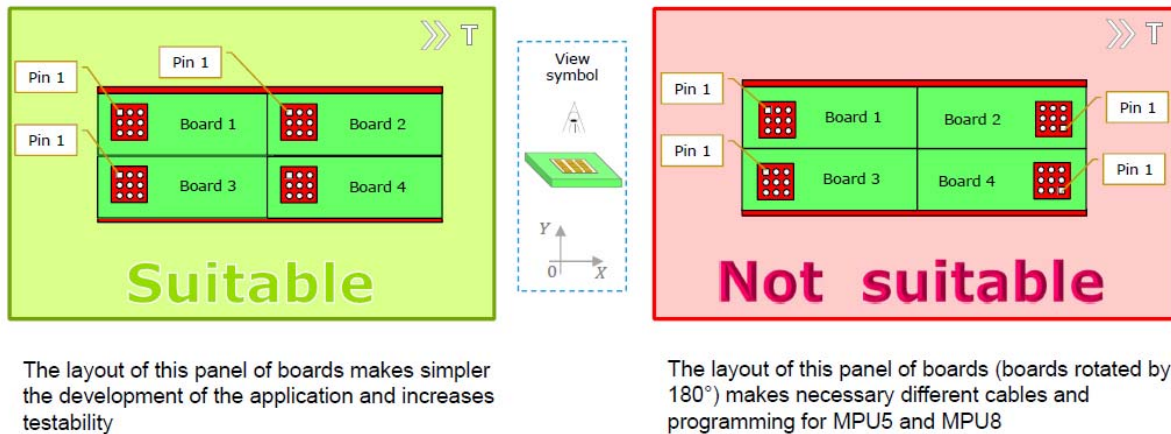 T
Pin 1
Pin 1
Pin 1
Board 1
Board 2
Board 3
Board 4
Suitable
View
symbol
Y
0
X
T
Pin 1
Pin 1
Pin 1
Pin 1
Board 1
Board 2
Board 3
Board 4
Not suitable
The layout of this panel of boards makes simpler
the development of the application and increases
testability
The layout of this panel of boards (boards rotated by
180°) makes necessary different cables and
programming for MPU5 and MPU8